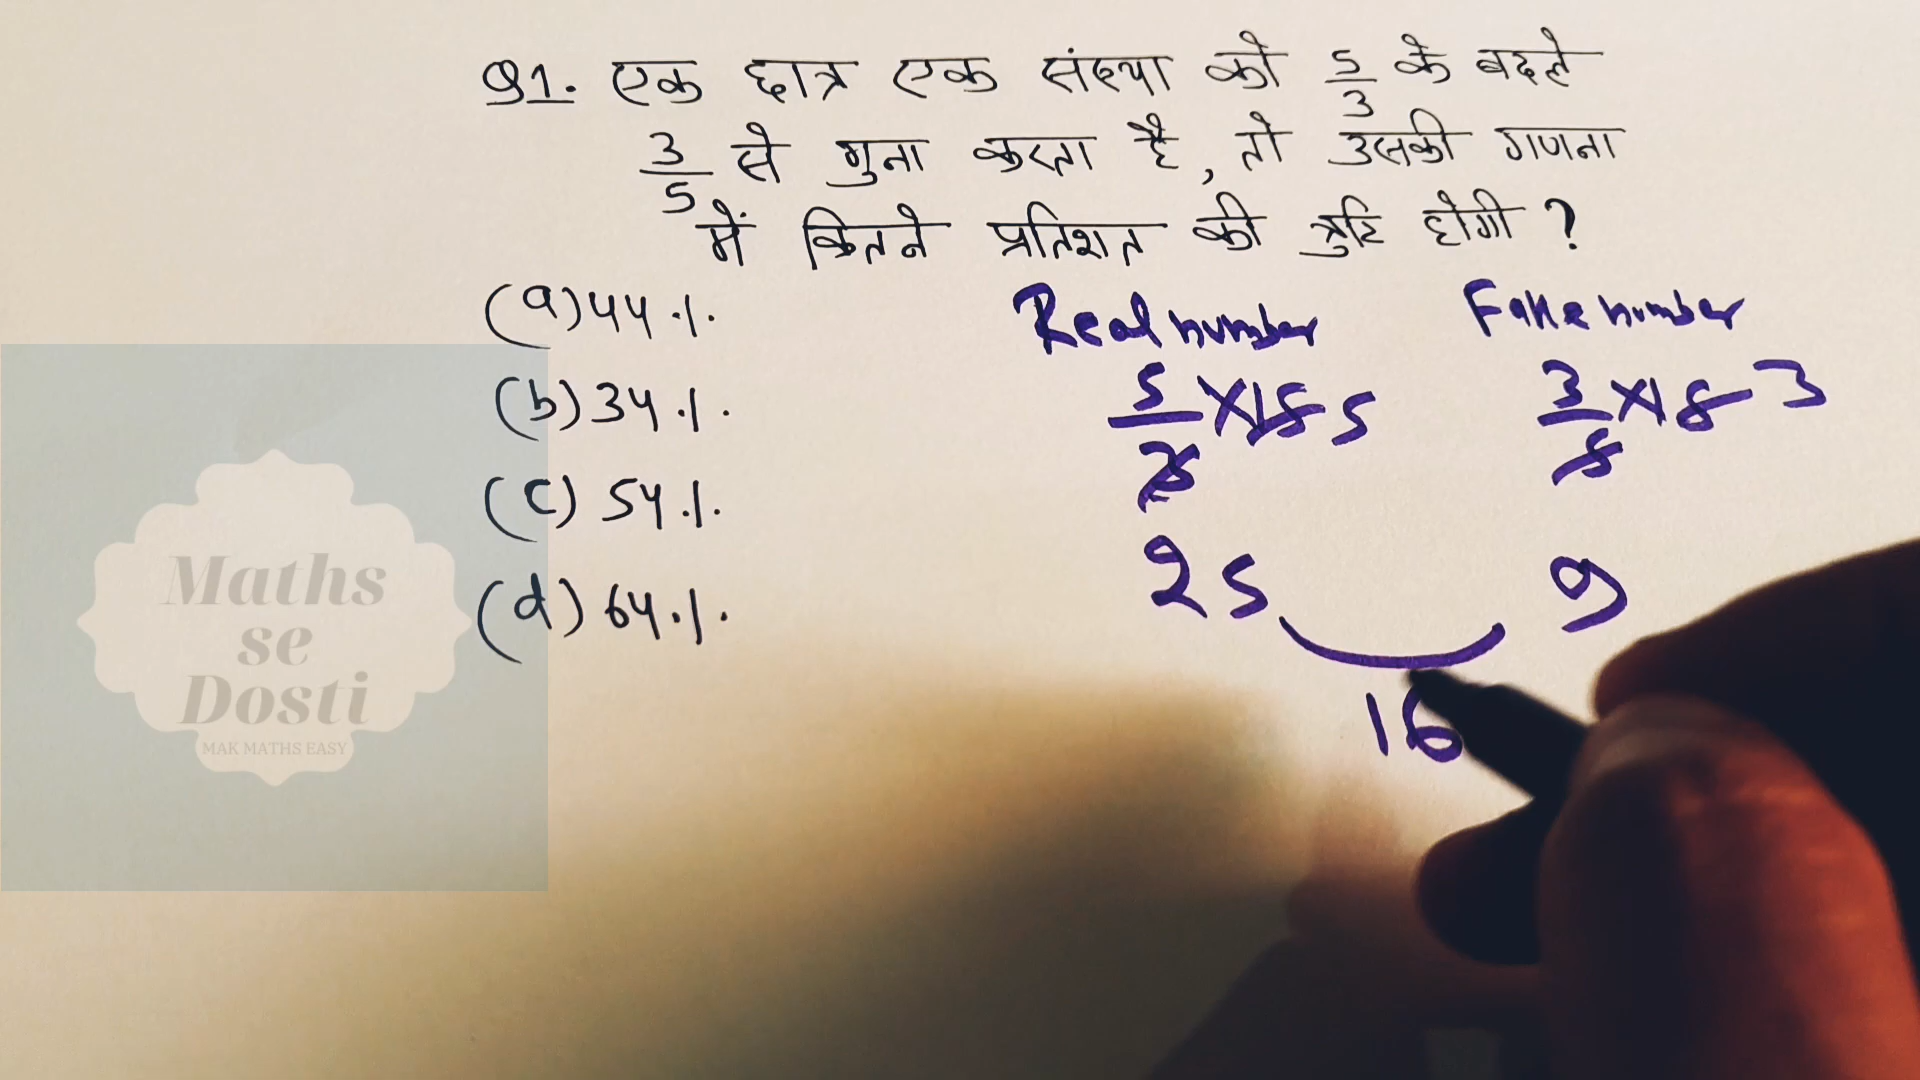 Q1. एक छात्र एक संख्या को 5/3 के बदले
3/5 से गुना करता है, तो उसकी गणना
में कितने प्रतिशत की त्रुटि होगी ?
(a) 44%.
(b) 34%.
(c) 54%.
(d) 64%.
Real number
5/3 × 15 5
25
Fake number
3/5 × 15 3
9
16
Maths
se
Dosti
MAK MATHS EASY